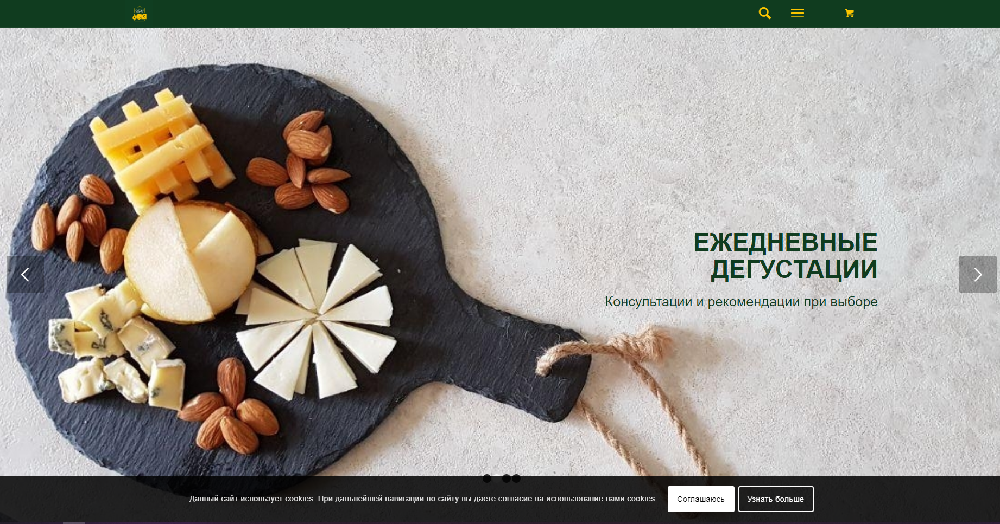 ЕЖЕДНЕВНЫЕ
ДЕГУСТАЦИИ
Консультации и рекомендации при выборе
Данный сайт использует cookies. При дальнейшей навигации по сайту вы даете согласие на использование нами cookies.
Соглашаюсь
Узнать больше